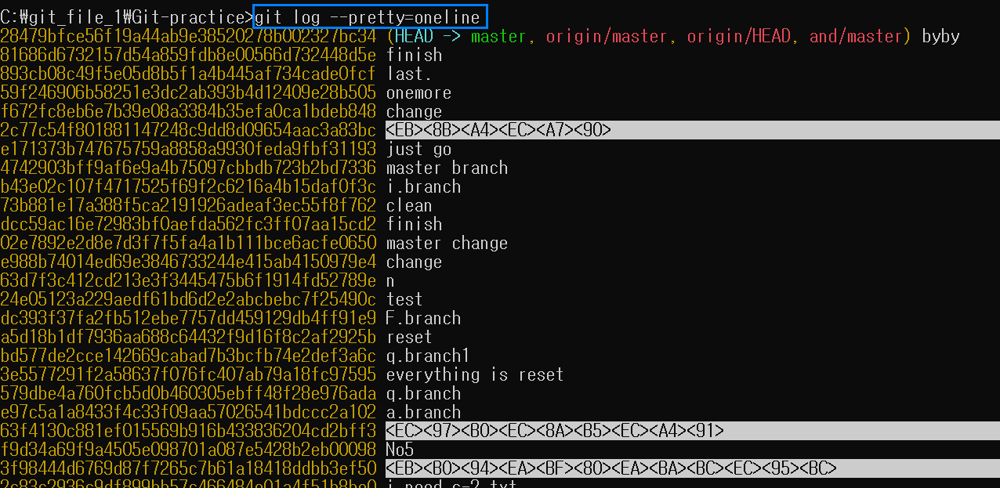 C:₩git_file_1₩Git-practice>git log --pretty=oneline
28479bfce56f19a44ab9e38520278b002327bc34 (HEAD -> master, origin/master, origin/HEAD, and/master) byby
81686d6732157d54a859fdb8e00566d732448d5e finish
893cb08c49f5e05d8b5f1a4b445af734cade0fcf last.
59f246906b58251e3dc2ab393b4d12409e28b505 onemore
f672fc8eb6e7b39e08a3384b35efa0ca1bdeb848 change
2c77c54f801881147248c9dd8d09654aac3a83bc <EB><8B><A4><EC><A7><90>
e171373b747675759a8858a9930feda9fbf31193 just go
4742903bff9af6e9a4b75097cbbdb723b2bd7336 master branch
b43e02c107f4717525f69f2c6216a4b15daf0f3c i.branch
73b881e17a388f5ca2191926adeaf3ec55f8f762 clean
dcc59ac16e72983bf0aefda562fc3ff07aa15cd2 finish
02e7892e2d8e7d3f7f5fa4a1b111bce6acfe0650 master change
e988b74014ed69e3846733244e415ab4150979e4 change
63d7f3c412cd213e3f3445475b6f1914fd52789e n
24e05123a229aedf61bd6d2e2abcbebc7f25490c test
dc393f37fa2fb512ebe7757dd459129db4ff91e9 F.branch
a5d18b1df7936aa688c64432f9d16f8c2af2925b reset
bd577de2cce142669cabad7b3bcfb74e2def3a6c q.branch1
3e5577291f2a58637f076fc407ab79a18fc97595 everything is reset
579dbe4a760fcb5d0b460305ebff48f28e976ada q.branch
e97c5a1a8433f4c33f09aa57026541bdccc2a102 a.branch
63f4130c881ef015569b916b433836204cd2bff3 <EC><97><B0><EC><8A><B5><EC><A4><91>
f9d34a69f9a4505e098701a087e5428b2eb00098 No5
3f98444d6769d87f7265c7b61a18418ddbb3ef50 <EB><B0><94><EA><BF><80><EA><BA><BC><EC><95><BC>